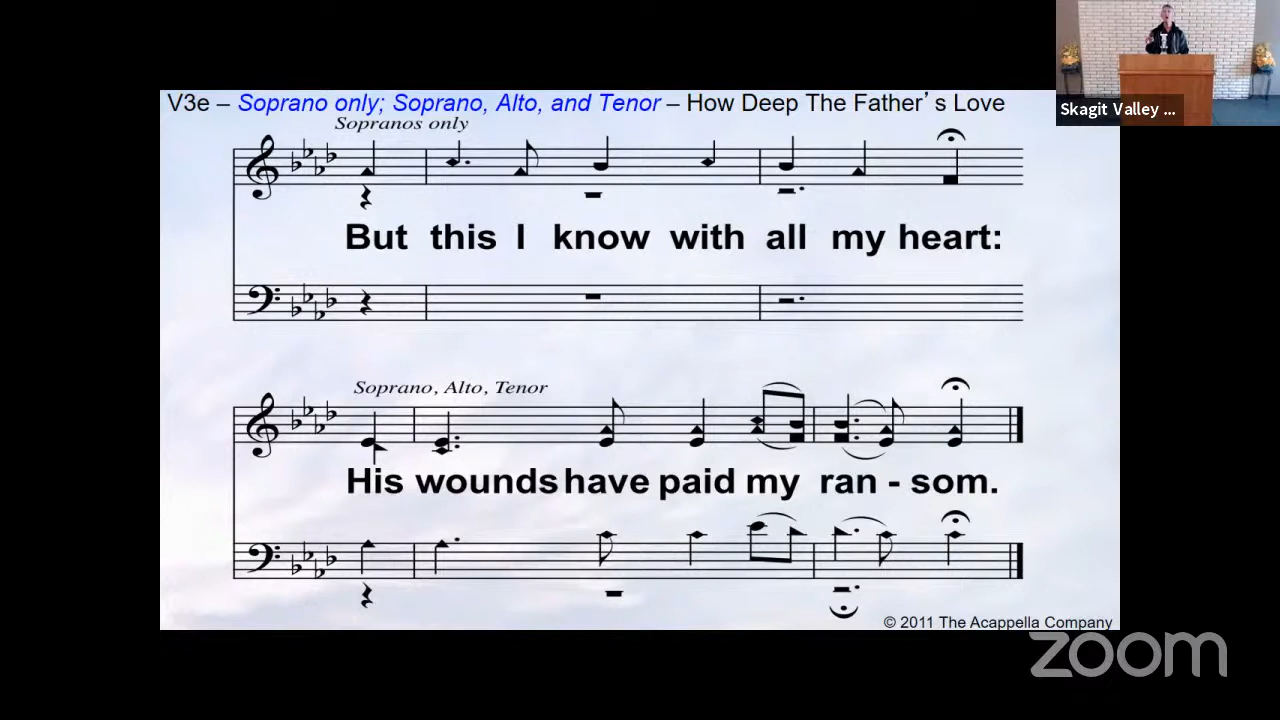 V3e – Soprano only; Soprano, Alto, and Tenor – How Deep The Father's Love
Skagit Valley ...
Sopranos only
But this I know with all my heart:
Soprano, Alto, Tenor
His wounds have paid my ran - som.
© 2011 The Acappella Company
zoom